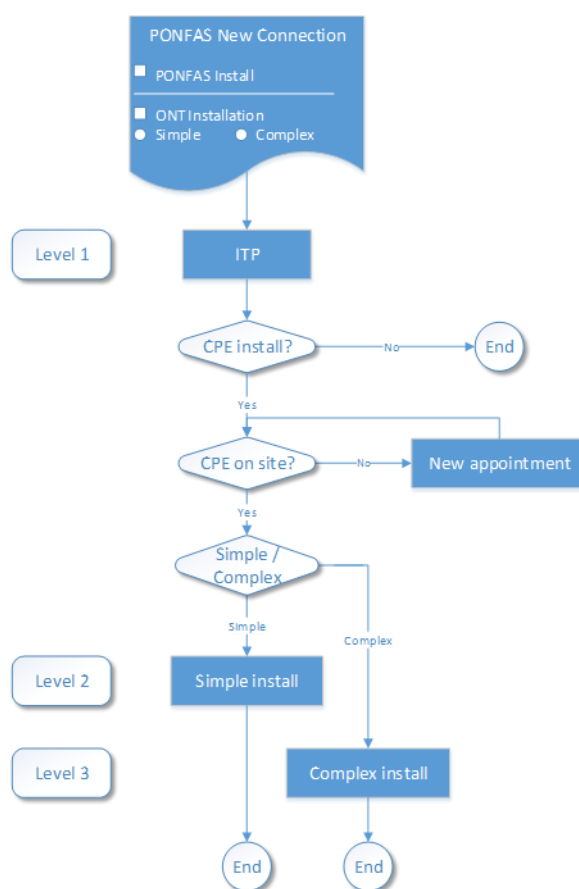 PONFAS New Connection
PONFAS Install
ONT Installation
Simple Complex
Level 1
ITP
CPE install?
No
End
Yes
CPE on site?
No
New appointment
Yes
Simple /
Complex
Simple
Complex
Level 2
Simple install
Level 3
Complex install
End
End